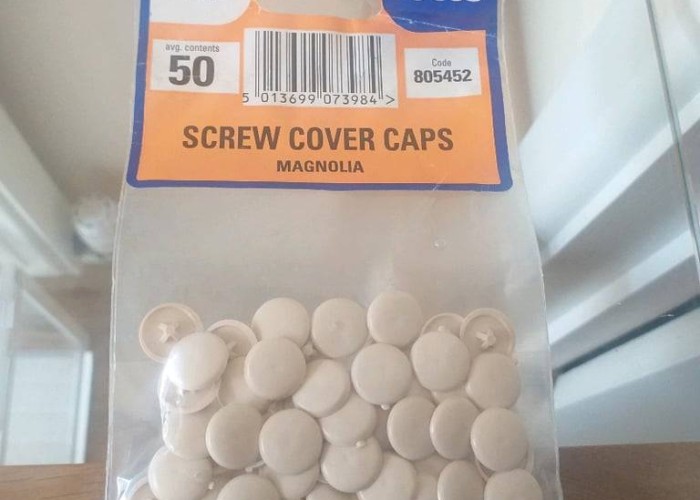 avg. contents
50
5 013699 073984 >
Code
805452
SCREW COVER CAPS
MAGNOLIA